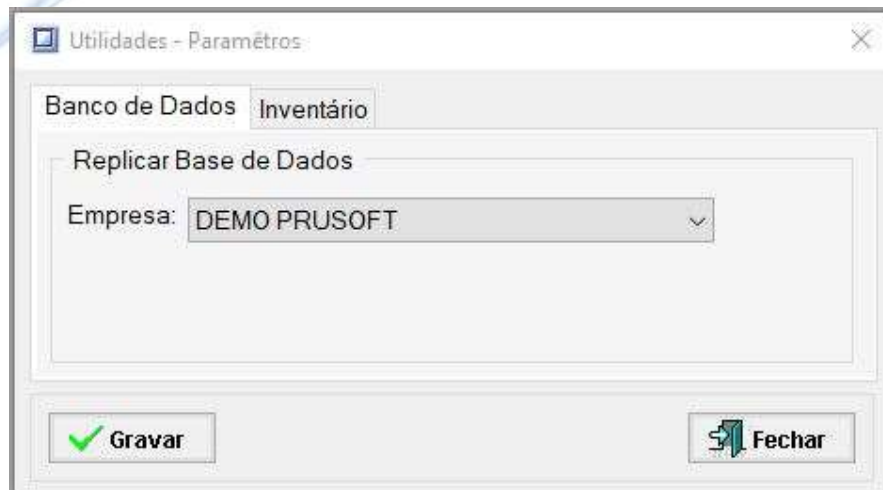 Utilidades - Paramêtros
Banco de Dados Inventário
Replicar Base de Dados
Empresa: DEMO PRUSOFT
Gravar Fechar